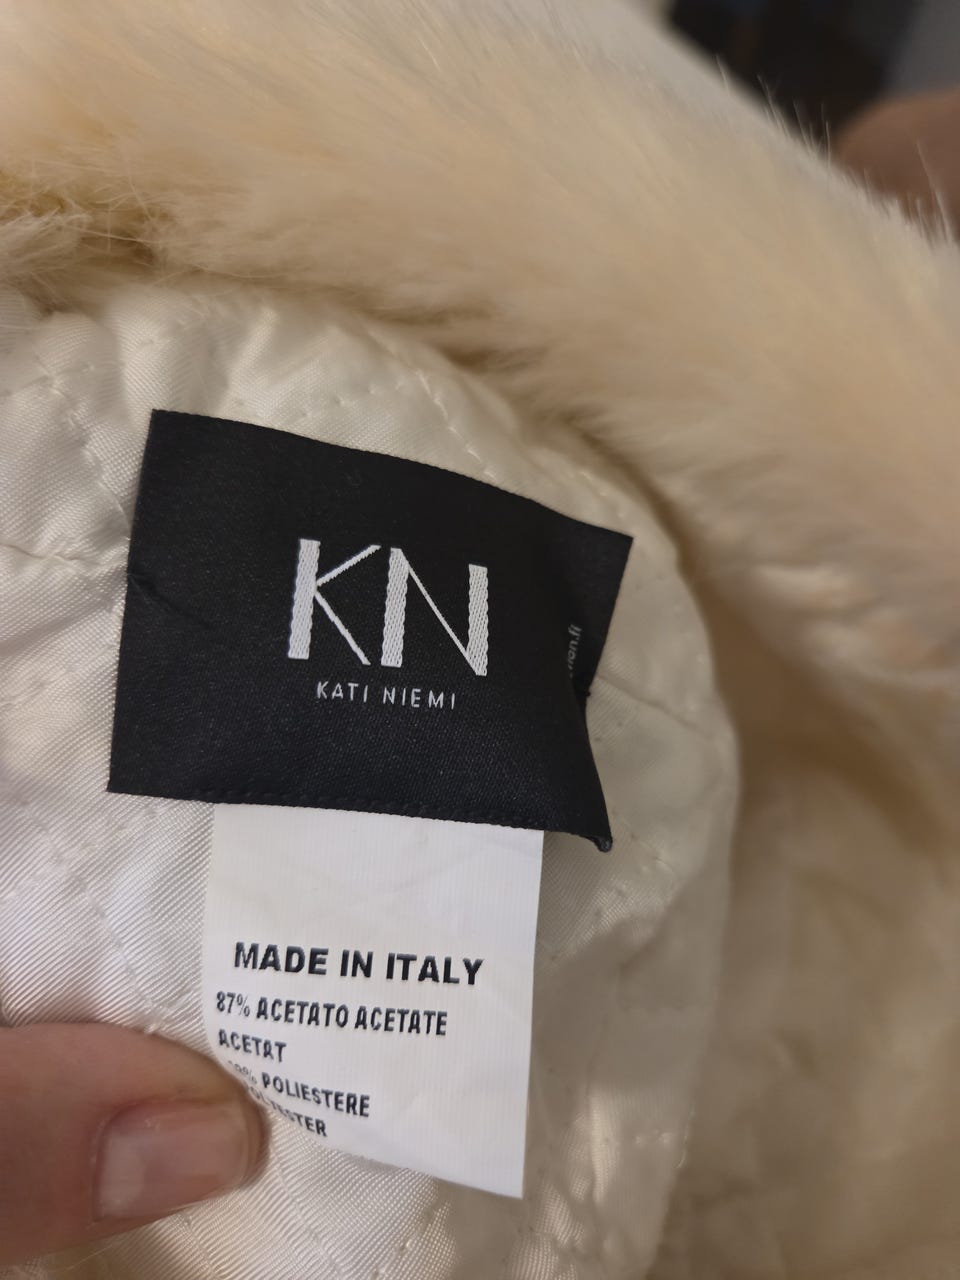 KN
KATI NIEMI
MADE IN ITALY
87% ACETATO ACETATE
ACETAT
POLIESTERE